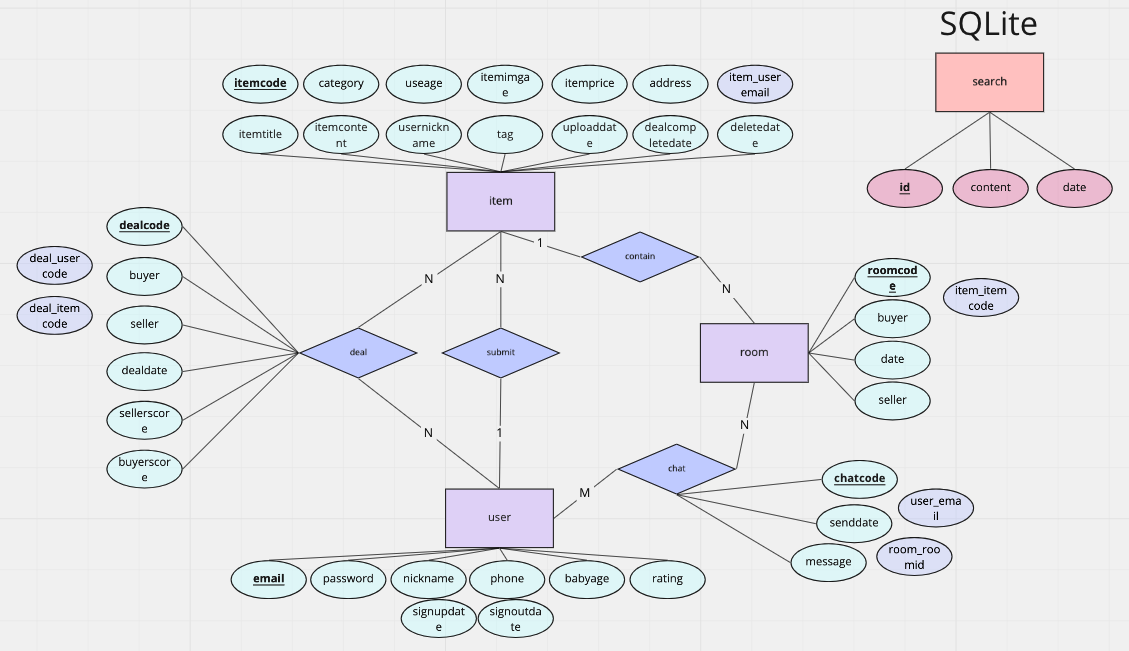 SQLite
search
id
content
date
itemcode
category
useage
itemimga
e
itemprice
address
item_user
email
itemtitle
itemconte
nt
usernickn
ame
tag
uploaddat
e
dealcomp
letedate
deletedat
e
item
1
contain
N
N
N
dealcode
deal_user
code
buyer
deal_item
code
seller
dealdate
sellerscor
e
buyerscor
e
deal
submit
room
roomcod
e
item_item
code
buyer
date
seller
N
1
N
chat
M
chatcode
user_ema
il
senddate
room_roo
mid
message
user
email
password
nickname
phone
babyage
rating
signupdat
e
signoutda
te